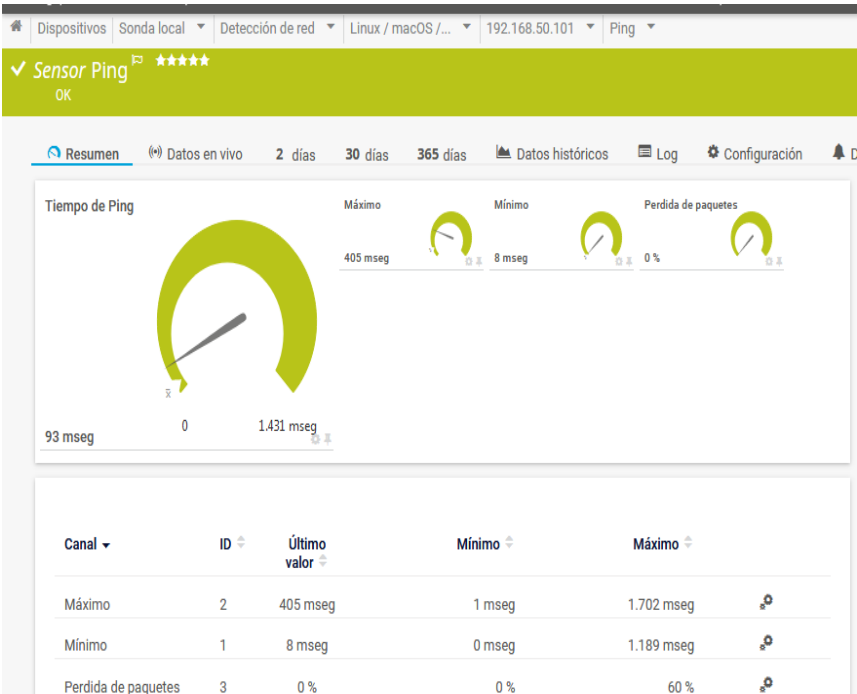 Dispositivos Sonda local Detección de red Linux / macOS /... 192.168.50.101 Ping
Sensor Ping
OK
Resumen Datos en vivo 2 días 30 días 365 días Datos históricos Log Configuración D
Tiempo de Ping
x̄
0 1.431 mseg
93 mseg
Máximo
405 mseg
Mínimo
8 mseg
Perdida de paquetes
0 %
Canal ID Último valor Mínimo Máximo
Máximo 2 405 mseg 1 mseg 1.702 mseg
Mínimo 1 8 mseg 0 mseg 1.189 mseg
Perdida de paquetes 3 0 % 0 % 60 %